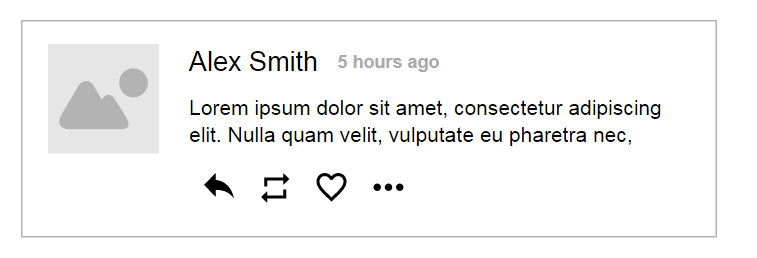 Alex Smith 5 hours ago
Lorem ipsum dolor sit amet, consectetur adipiscing
elit. Nulla quam velit, vulputate eu pharetra nec,